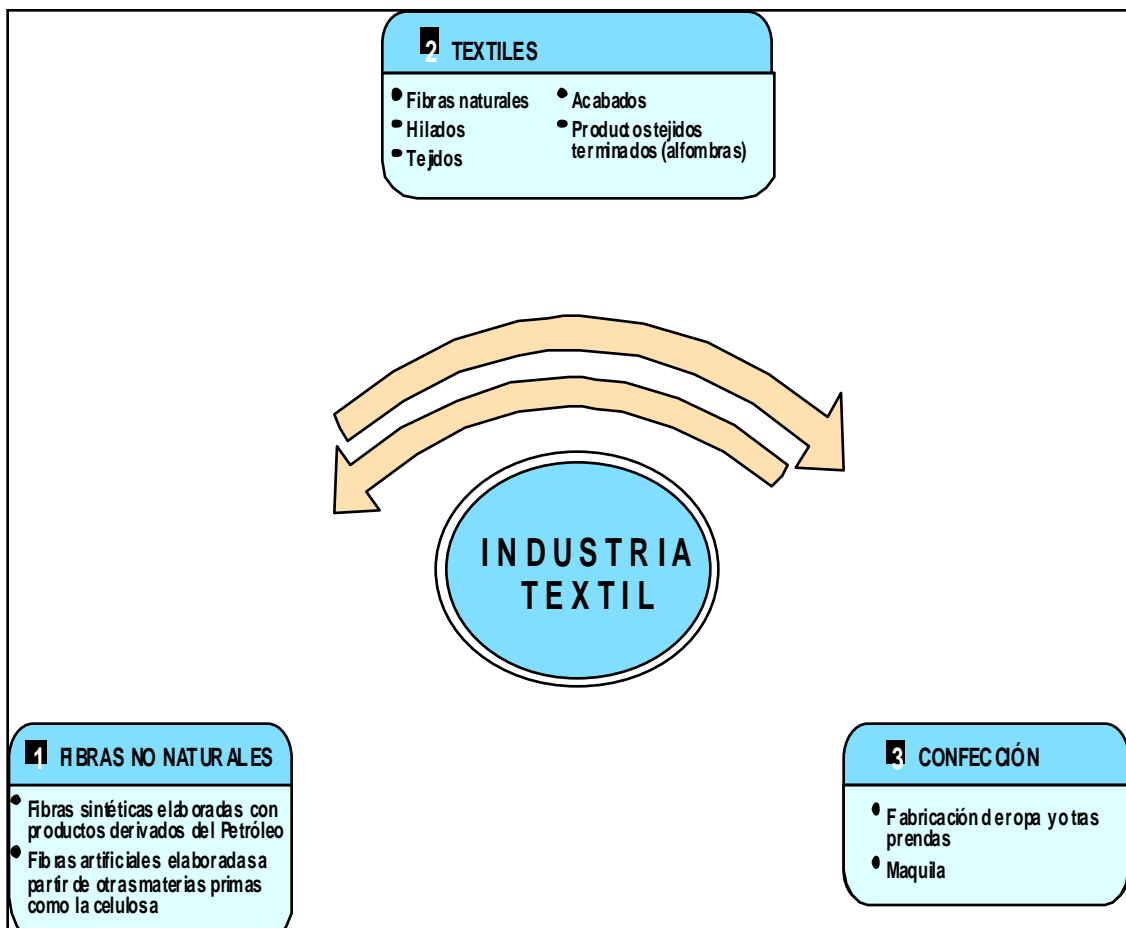 2 TEXTILES
Fibras naturales
Hilados
Tejidos
Acabados
Productos tejidos
terminados (alfombras)
INDUSTRIA
TEXTIL
1 FIBRAS NO NATURALES
Fibras sintéticas elaboradas con
productos derivados del Petróleo
Fibras artificiales elaboradas a
partir de otras materias primas
como la celulosa
3 CONFECCIÓN
Fabricación de ropa y otras
prendas
Maquila